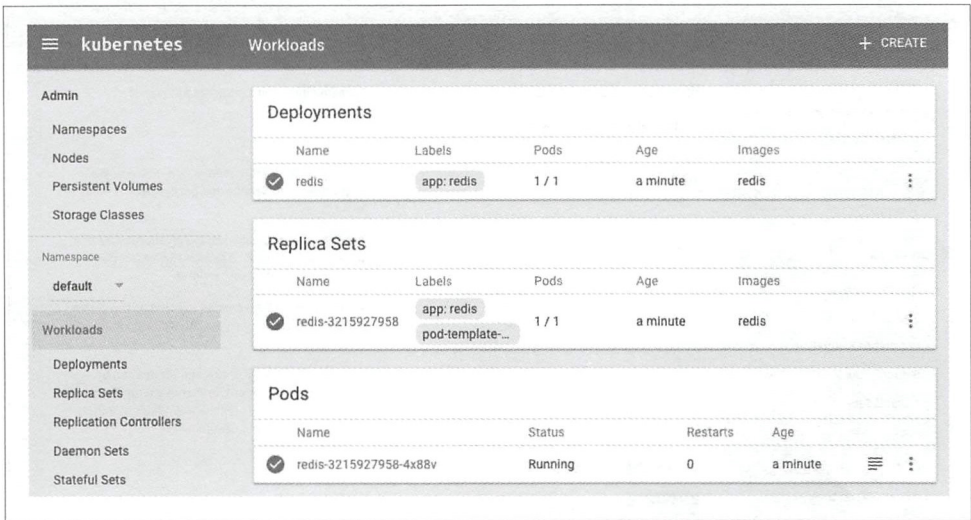 kubernetes Workloads + CREATE
Admin
Namespaces
Nodes
Persistent Volumes
Storage Classes
Namespace
default
Workloads
Deployments
Replica Sets
Replication Controllers
Daemon Sets
Stateful Sets
Deployments
Name Labels Pods Age Images
redis app: redis 1 / 1 a minute redis
Replica Sets
Name Labels Pods Age Images
app: redis
redis-3215927958 1 / 1 a minute redis
pod-template-...
Pods
Name Status Restarts Age
redis-3215927958-4x88v Running 0 a minute